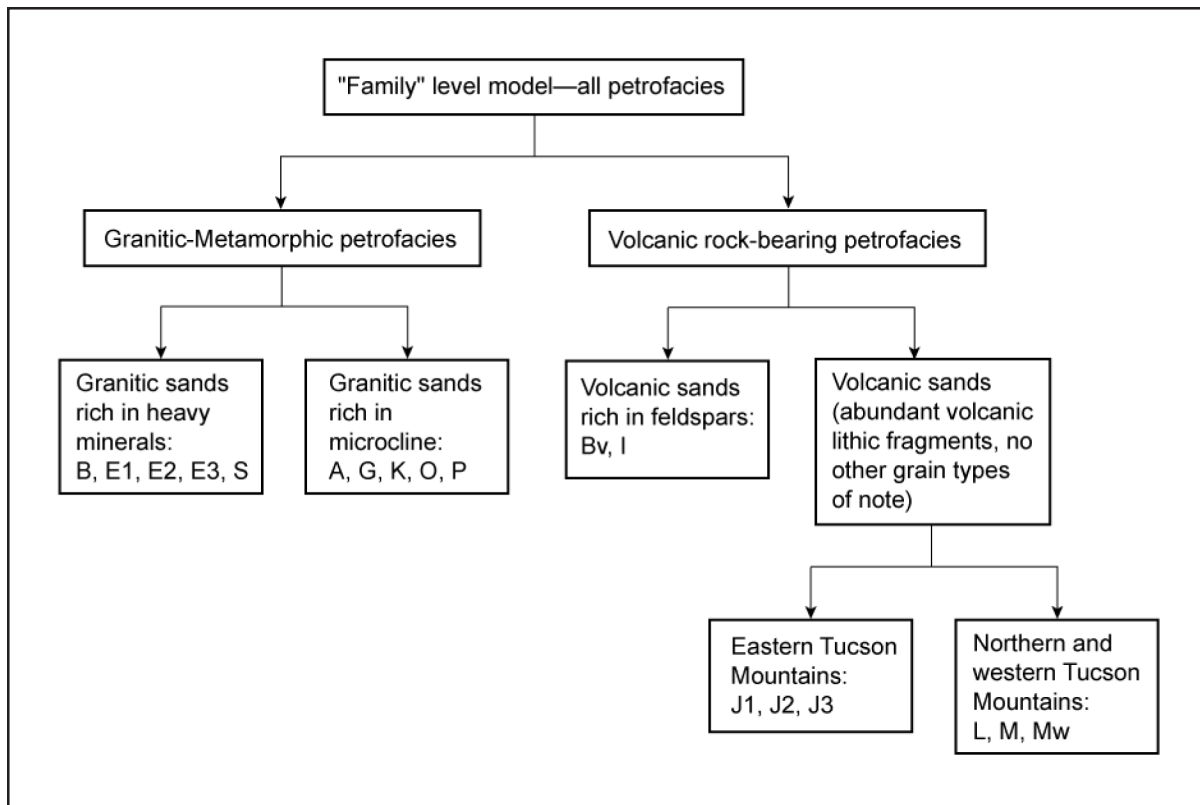 "Family" level model—all petrofacies
Granitic-Metamorphic petrofacies
Volcanic rock-bearing petrofacies
Granitic sands
rich in heavy
minerals:
B, E1, E2, E3, S
Granitic sands
rich in
microcline:
A, G, K, O, P
Volcanic sands
rich in feldspars:
Bv, I
Volcanic sands
(abundant volcanic
lithic fragments, no
other grain types
of note)
Eastern Tucson
Mountains:
J1, J2, J3
Northern and
western Tucson
Mountains:
L, M, Mw